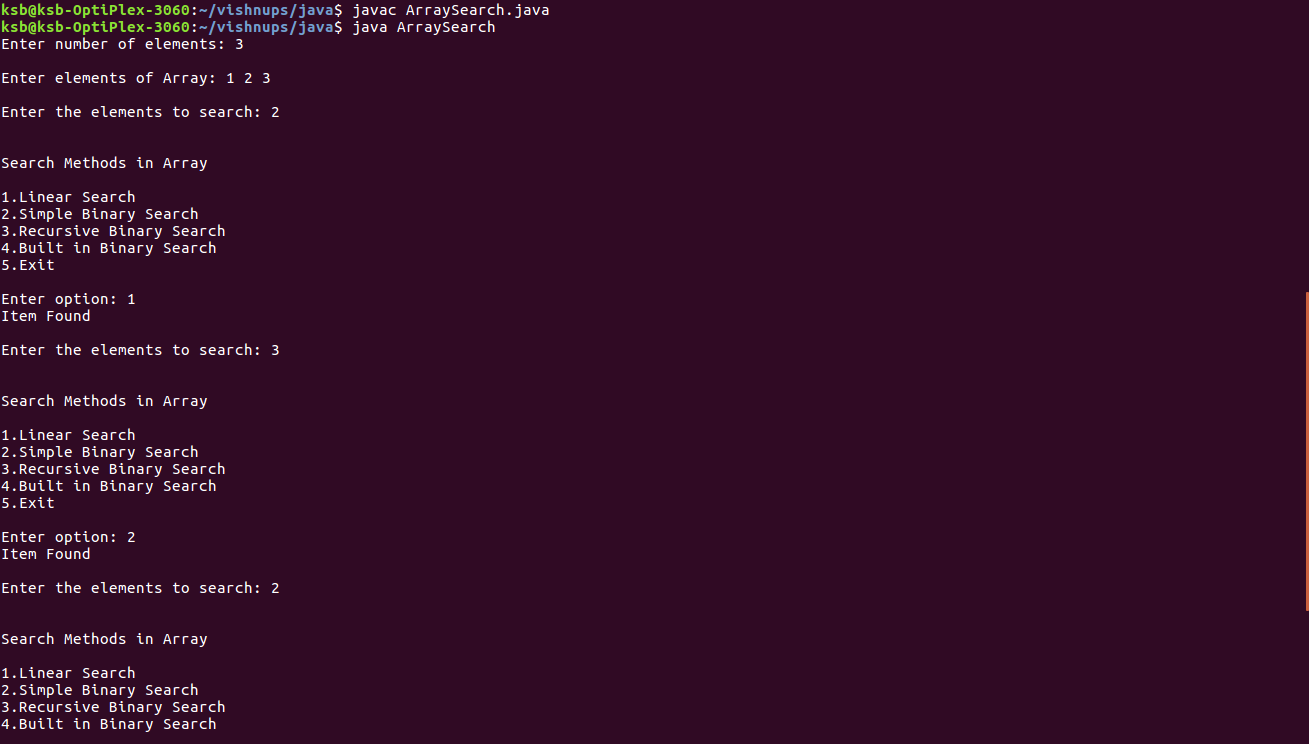 ksb@ksb-OptiPlex-3060:~/vishnups/java$ javac ArraySearch.java
ksb@ksb-OptiPlex-3060:~/vishnups/java$ java ArraySearch
Enter number of elements: 3
Enter elements of Array: 1 2 3
Enter the elements to search: 2
Search Methods in Array
1.Linear Search
2.Simple Binary Search
3.Recursive Binary Search
4.Built in Binary Search
5.Exit
Enter option: 1
Item Found
Enter the elements to search: 3
Search Methods in Array
1.Linear Search
2.Simple Binary Search
3.Recursive Binary Search
4.Built in Binary Search
5.Exit
Enter option: 2
Item Found
Enter the elements to search: 2
Search Methods in Array
1.Linear Search
2.Simple Binary Search
3.Recursive Binary Search
4.Built in Binary Search